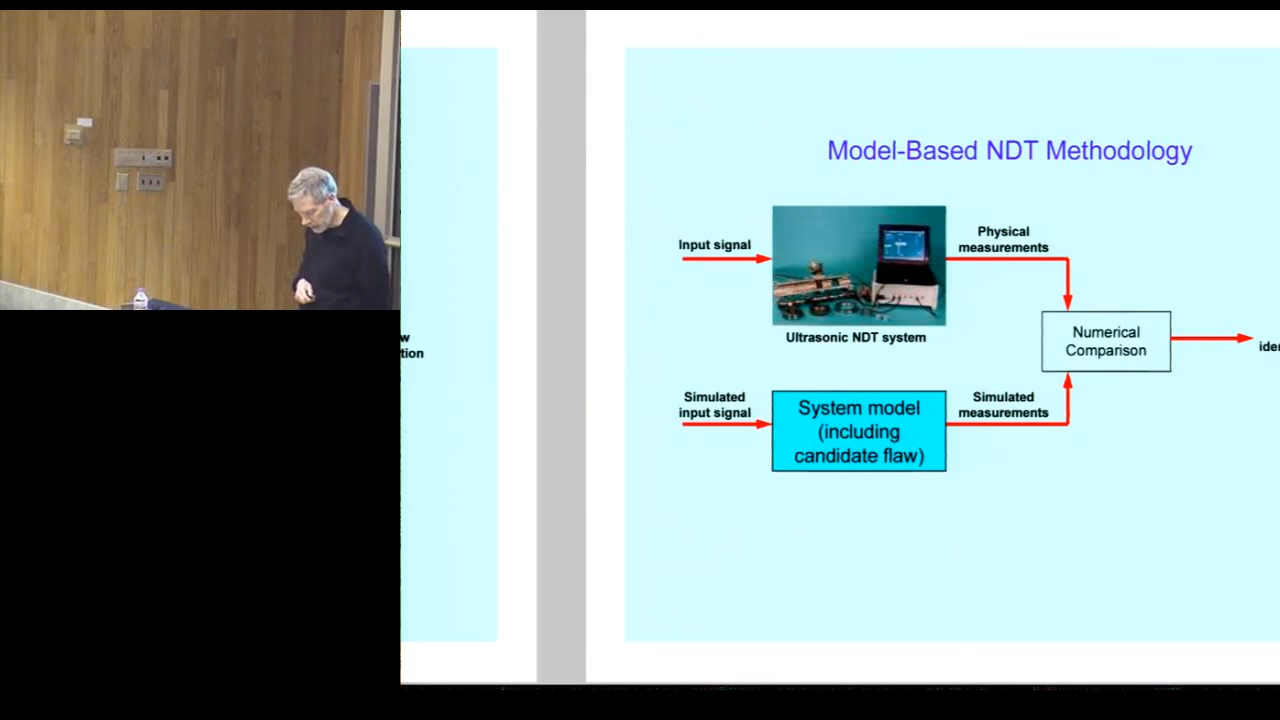 w
tion
Model-Based NDT Methodology
Input signal
Physical
measurements
Ultrasonic NDT system
Numerical
Comparison
iden
Simulated
input signal
System model
(including
candidate flaw)
Simulated
measurements